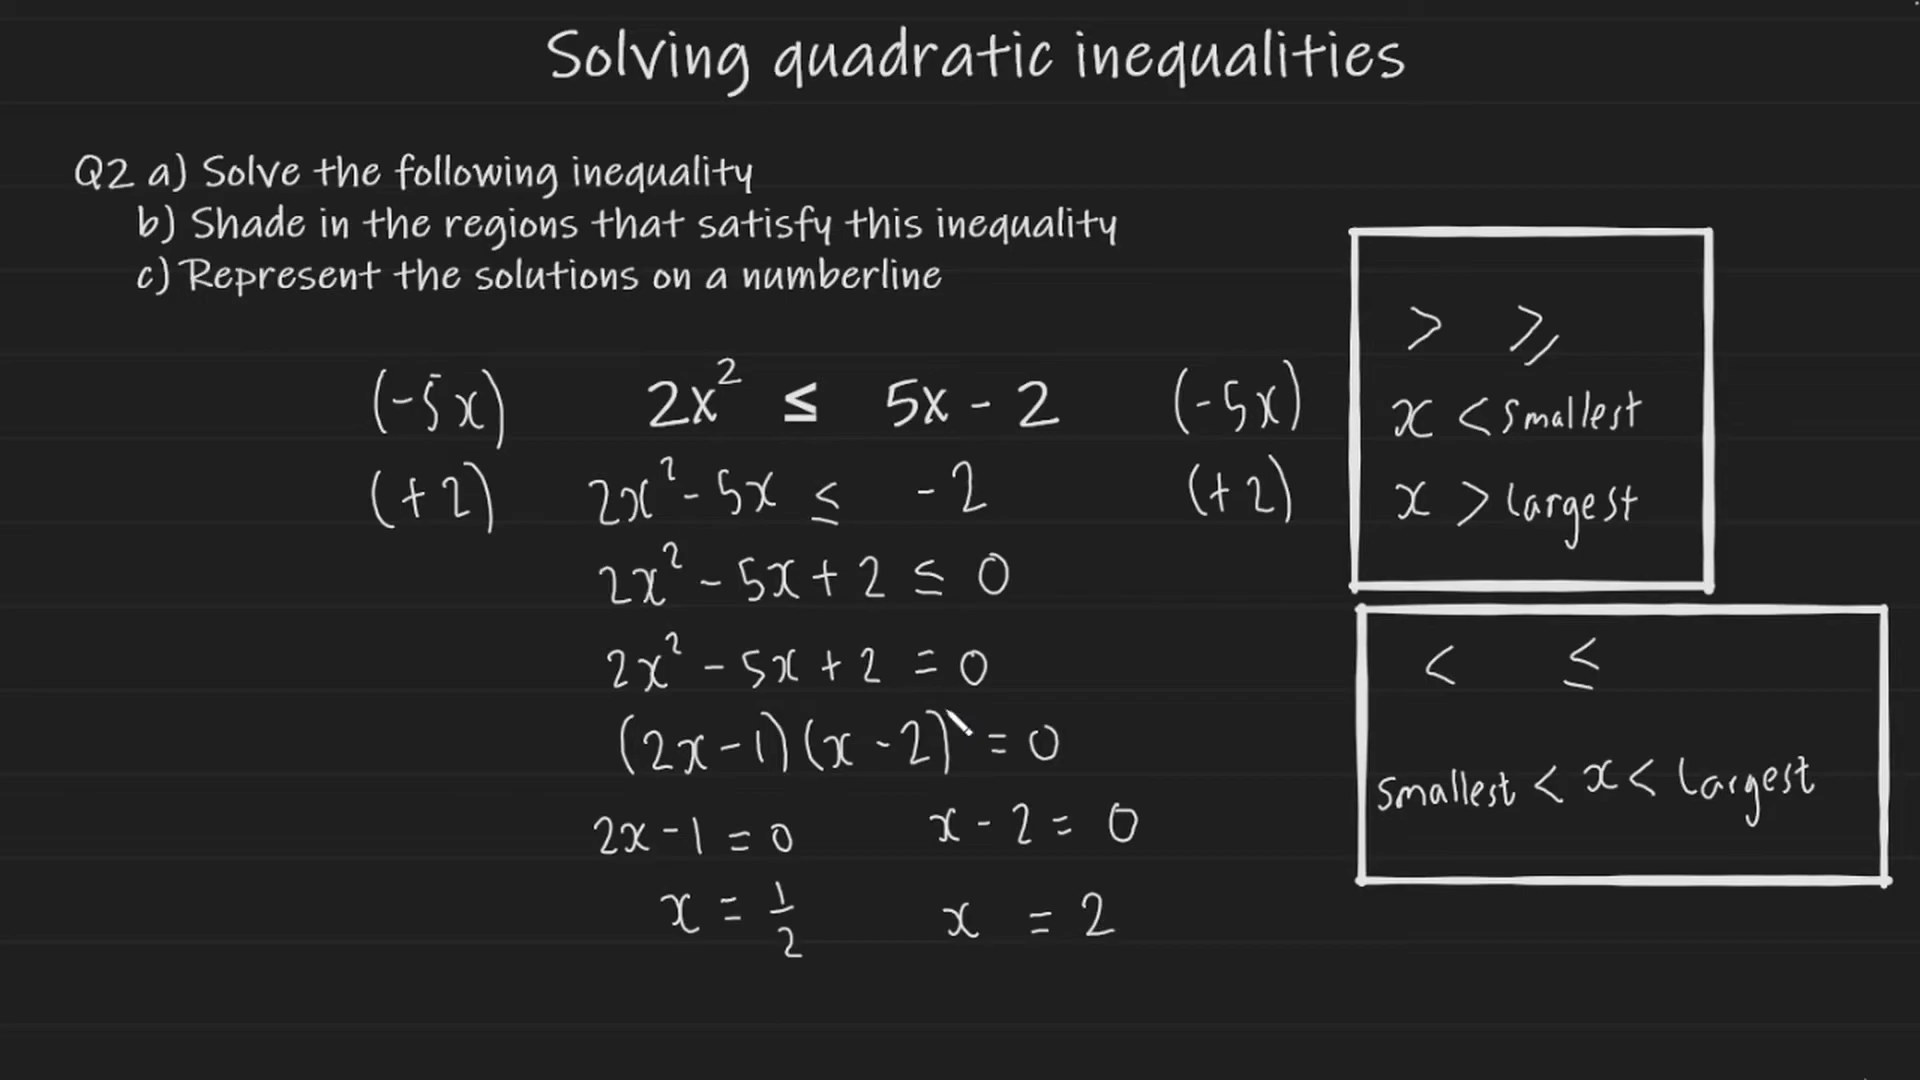 Solving quadratic inequalities
Q2 a) Solve the following inequality
b) Shade in the regions that satisfy this inequality
c) Represent the solutions on a numberline
(-5x) 2x² ≤ 5x - 2 (-5x)
(+2) 2x² - 5x ≤ -2 (+2)
2x² - 5x + 2 ≤ 0
2x² - 5x + 2 = 0
(2x - 1)(x - 2) = 0
2x - 1 = 0 x - 2 = 0
x = 1/2 x = 2
> ⩾
x < smallest
x > largest
< ≤
smallest < x < largest